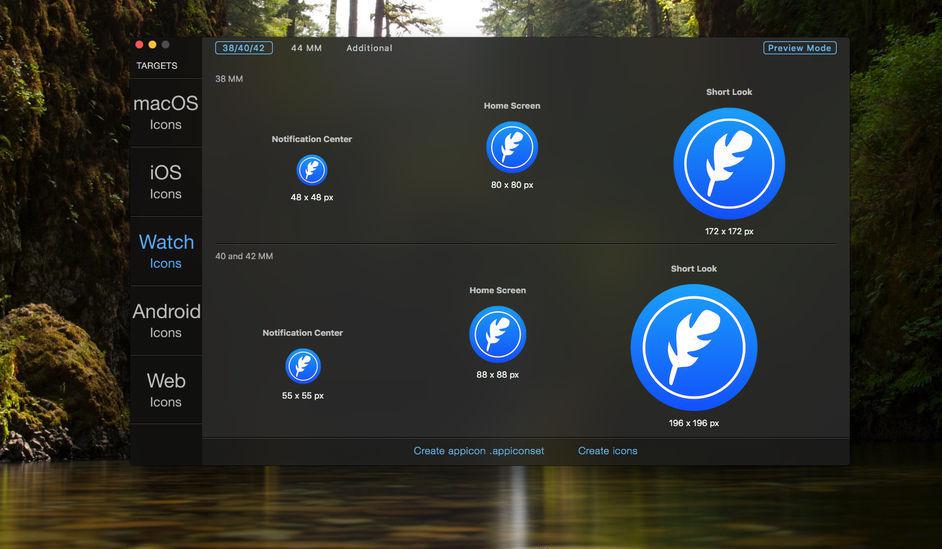 38/40/42 44 MM Additional Preview Mode
TARGETS
macOS
Icons
iOS
Icons
Watch
Icons
Android
Icons
Web
Icons
38 MM
Notification Center
48 x 48 px
Home Screen
80 x 80 px
Short Look
172 x 172 px
40 and 42 MM
Notification Center
55 x 55 px
Home Screen
88 x 88 px
Short Look
196 x 196 px
Create appicon .appiconset Create icons